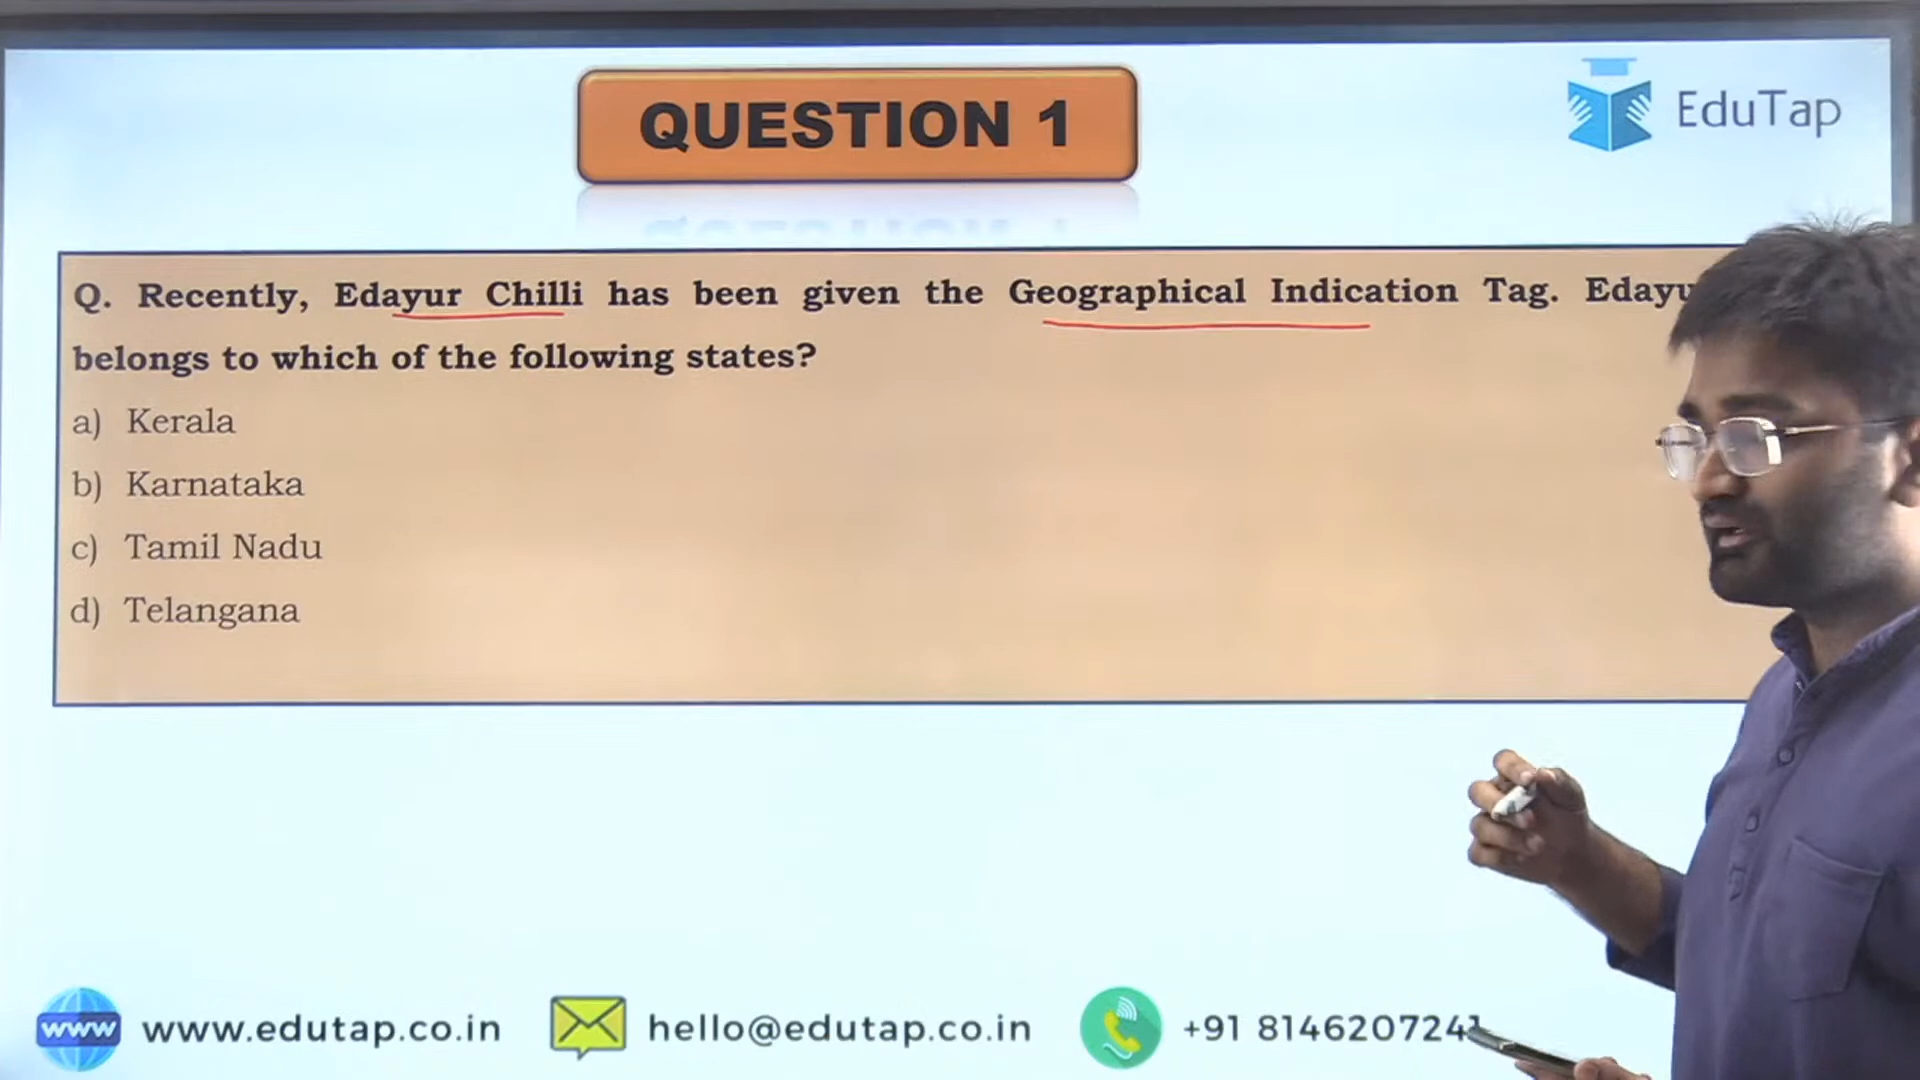 QUESTION 1
EduTap
Q. Recently, Edayur Chilli has been given the Geographical Indication Tag.
belongs to which of the following states?
a) Kerala
b) Karnataka
c) Tamil Nadu
d) Telangana
www
www.edutap.co.in
hello@edutap.co.in
+91 8146207241